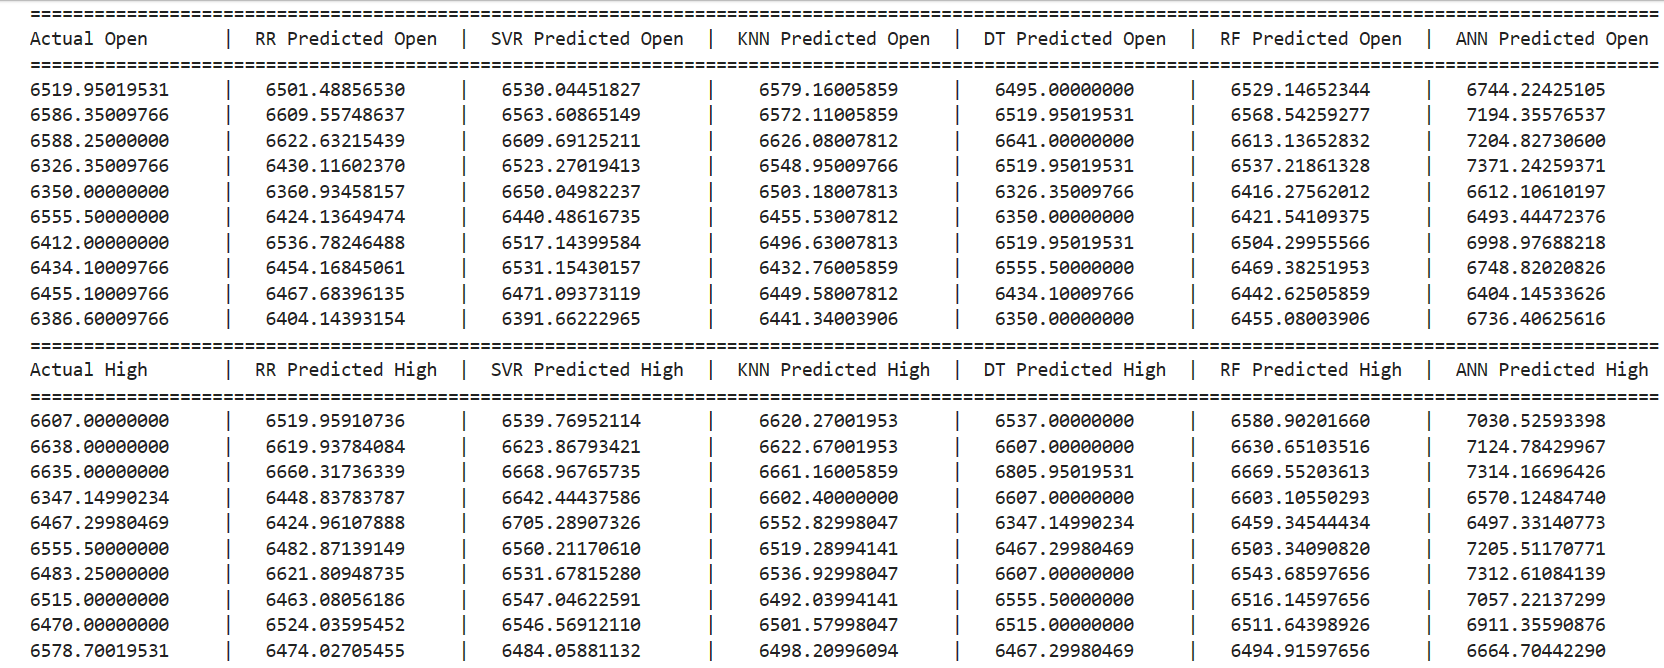 =====================================================================================================================================================
Actual Open | RR Predicted Open | SVR Predicted Open | KNN Predicted Open | DT Predicted Open | RF Predicted Open | ANN Predicted Open
=====================================================================================================================================================
6519.95019531 | 6501.48856530 | 6530.04451827 | 6579.16005859 | 6495.00000000 | 6529.14652344 | 6744.22425105
6586.35009766 | 6609.55748637 | 6563.60865149 | 6572.11005859 | 6519.95019531 | 6568.54259277 | 7194.35576537
6588.25000000 | 6622.63215439 | 6609.69125211 | 6626.08007812 | 6641.00000000 | 6613.13652832 | 7204.82730600
6326.35009766 | 6430.11602370 | 6523.27019413 | 6548.95009766 | 6519.95019531 | 6537.21861328 | 7371.24259371
6350.00000000 | 6360.93458157 | 6650.04982237 | 6503.18007813 | 6326.35009766 | 6416.27562012 | 6612.10610197
6555.50000000 | 6424.13649474 | 6440.48616735 | 6455.53007812 | 6350.00000000 | 6421.54109375 | 6493.44472376
6412.00000000 | 6536.78246488 | 6517.14399584 | 6496.63007813 | 6519.95019531 | 6504.29955566 | 6998.97688218
6434.10009766 | 6454.16845061 | 6531.15430157 | 6432.76005859 | 6555.50000000 | 6469.38251953 | 6748.82020826
6455.10009766 | 6467.68396135 | 6471.09373119 | 6449.58007812 | 6434.10009766 | 6442.62505859 | 6404.14533626
6386.60009766 | 6404.14393154 | 6391.66222965 | 6441.34003906 | 6350.00000000 | 6455.08003906 | 6736.40625616
=====================================================================================================================================================
Actual High | RR Predicted High | SVR Predicted High | KNN Predicted High | DT Predicted High | RF Predicted High | ANN Predicted High
=====================================================================================================================================================
6607.00000000 | 6519.95910736 | 6539.76952114 | 6620.27001953 | 6537.00000000 | 6580.90201660 | 7030.52593398
6638.00000000 | 6619.93784084 | 6623.86793421 | 6622.67001953 | 6607.00000000 | 6630.65103516 | 7124.78429967
6635.00000000 | 6660.31736339 | 6668.96765735 | 6661.16005859 | 6805.95019531 | 6669.55203613 | 7314.16696426
6347.14990234 | 6448.83783787 | 6642.44437586 | 6602.40000000 | 6607.00000000 | 6603.10550293 | 6570.12484740
6467.29980469 | 6424.96107888 | 6705.28907326 | 6552.82998047 | 6347.14990234 | 6459.34544434 | 6497.33140773
6555.50000000 | 6482.87139149 | 6560.21170610 | 6519.28994141 | 6467.29980469 | 6503.34090820 | 7205.51170771
6483.25000000 | 6621.80948735 | 6531.67815280 | 6536.92998047 | 6607.00000000 | 6543.68597656 | 7312.61084139
6515.00000000 | 6463.08056186 | 6547.04622591 | 6492.03994141 | 6555.50000000 | 6516.14597656 | 7057.22137299
6470.00000000 | 6524.03595452 | 6546.56912110 | 6501.57998047 | 6515.00000000 | 6511.64398926 | 6911.35590876
6578.70019531 | 6474.02705455 | 6484.05881132 | 6498.20996094 | 6467.29980469 | 6494.91597656 | 6664.70442290